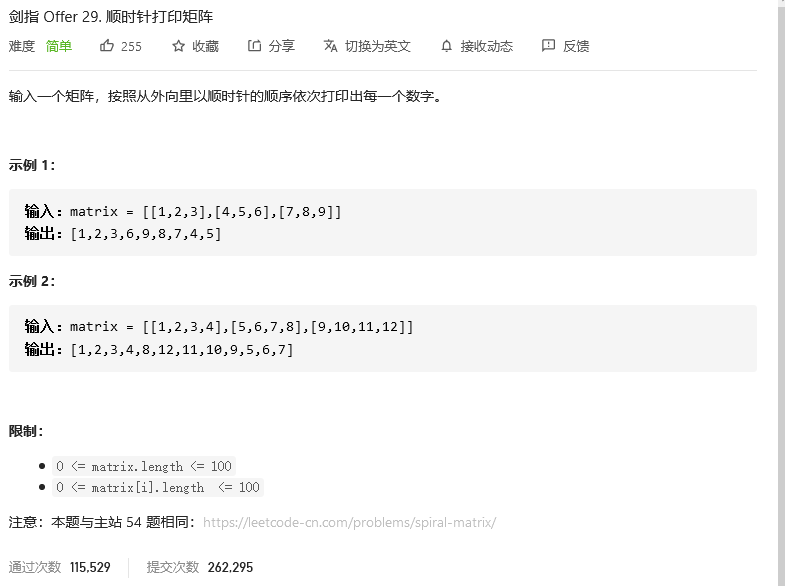 剑指 Offer 29. 顺时针打印矩阵
难度 简单 255 收藏 分享 切换为英文 接收动态 反馈
输入一个矩阵，按照从外向里以顺时针的顺序依次打印出每一个数字。
示例 1：
输入：matrix = [[1,2,3],[4,5,6],[7,8,9]]
输出：[1,2,3,6,9,8,7,4,5]
示例 2：
输入：matrix = [[1,2,3,4],[5,6,7,8],[9,10,11,12]]
输出：[1,2,3,4,8,12,11,10,9,5,6,7]
限制：
0 <= matrix.length <= 100
0 <= matrix[i].length <= 100
注意：本题与主站 54 题相同：https://leetcode-cn.com/problems/spiral-matrix/
通过次数 115,529 提交次数 262,295